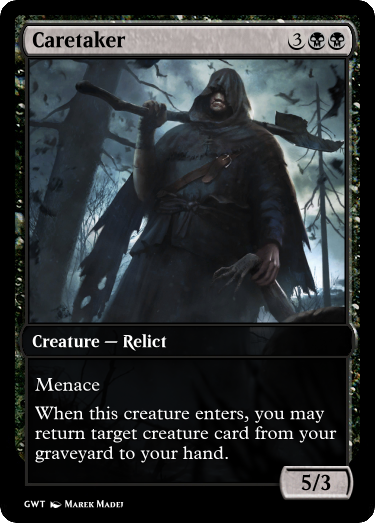 Caretaker 3
Creature — Relict
Menace
When this creature enters, you may
return target creature card from your
graveyard to your hand.
5/3
GWT Marek Madej